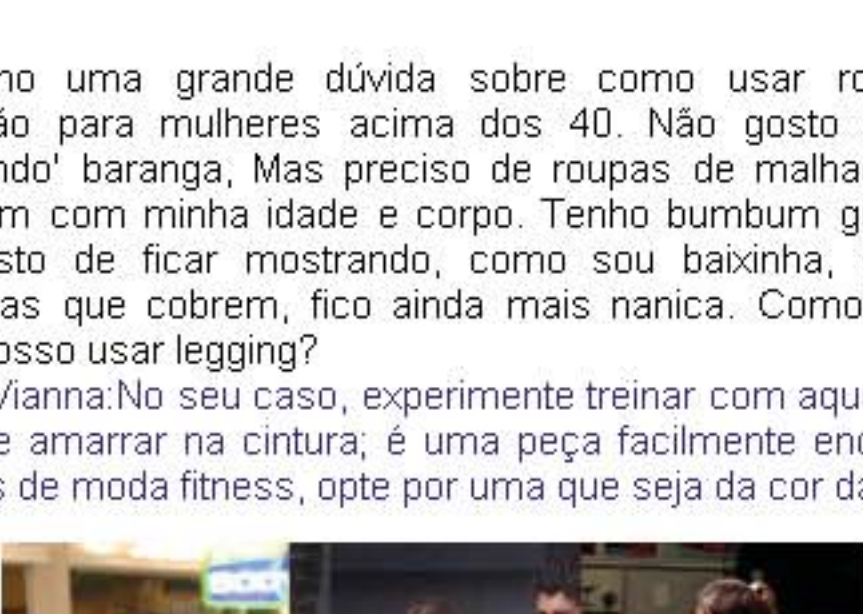 no uma grande dúvida sobre como usar ro
ão para mulheres acima dos 40. Não gosto
ndo' baranga, Mas preciso de roupas de malha
m com minha idade e corpo. Tenho bumbum g
sto de ficar mostrando, como sou baixinha,
as que cobrem, fico ainda mais nanica. Como
osso usar legging?
Vianna:No seu caso, experimente treinar com aqu
e amarrar na cintura; é uma peça facilmente enc
s de moda fitness, opte por uma que seja da cor da